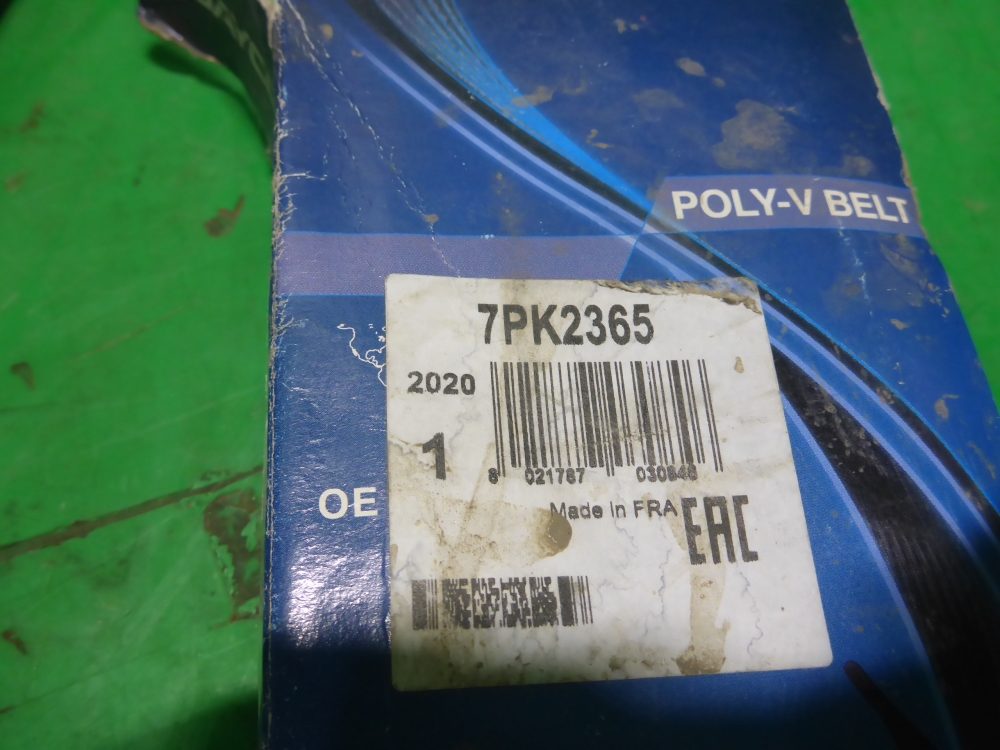 POLY-V BELT
7PK2365
2020
1
8 021787 030848
OE
Made in FRA
EAC